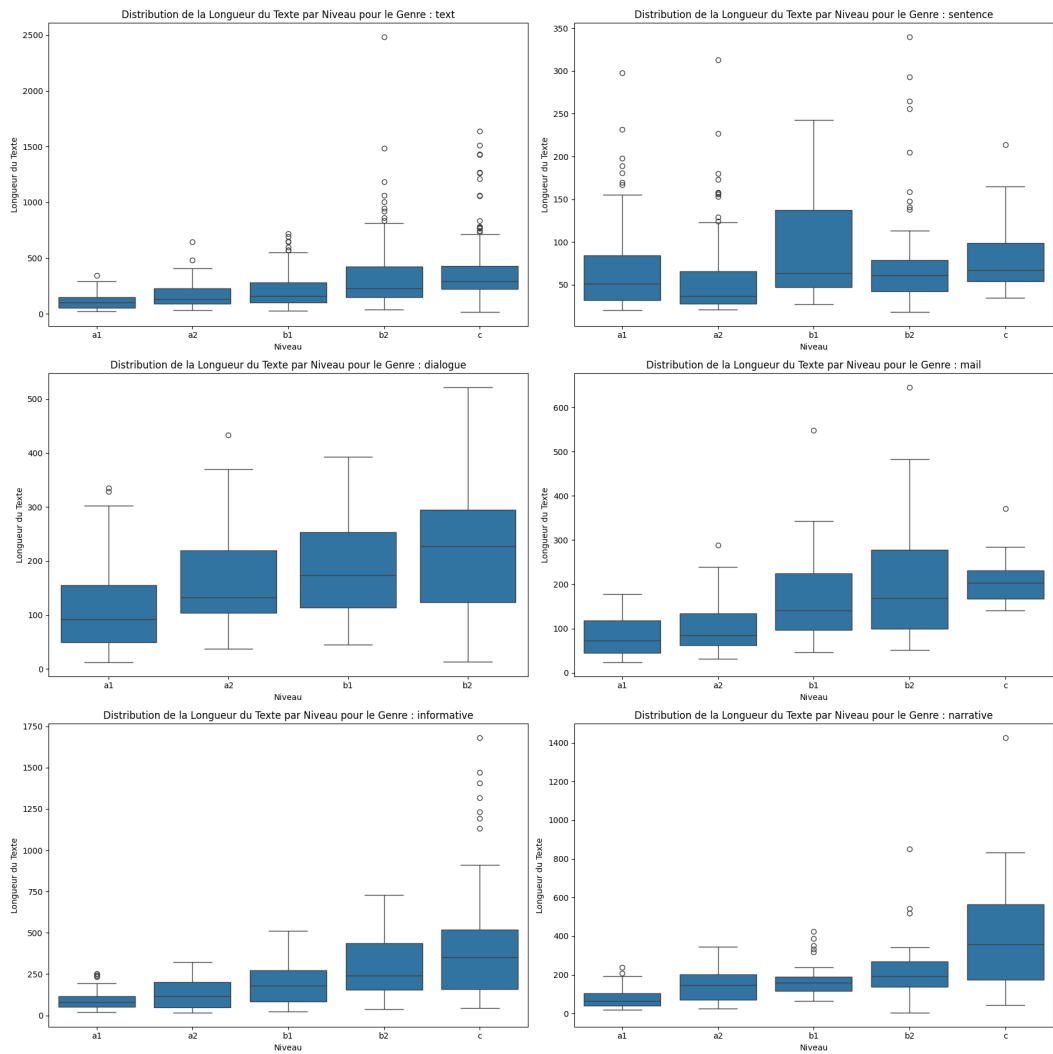 Distribution de la Longueur du Texte par Niveau pour le Genre : text
2500
2000
1500
1000
500
0
Longueur du Texte
a1 a2 b1 b2 c
Niveau
Distribution de la Longueur du Texte par Niveau pour le Genre : sentence
350
300
250
200
150
100
50
Longueur du Texte
a1 a2 b1 b2 c
Niveau
Distribution de la Longueur du Texte par Niveau pour le Genre : dialogue
500
400
300
200
100
0
Longueur du Texte
a1 a2 b1 b2
Niveau
Distribution de la Longueur du Texte par Niveau pour le Genre : mail
600
500
400
300
200
100
0
Longueur du Texte
a1 a2 b1 b2 c
Niveau
Distribution de la Longueur du Texte par Niveau pour le Genre : informative
1750
1500
1250
1000
750
500
250
0
Longueur du Texte
a1 a2 b1 b2 c
Niveau
Distribution de la Longueur du Texte par Niveau pour le Genre : narrative
1400
1200
1000
800
600
400
200
0
Longueur du Texte
a1 a2 b1 b2 c
Niveau